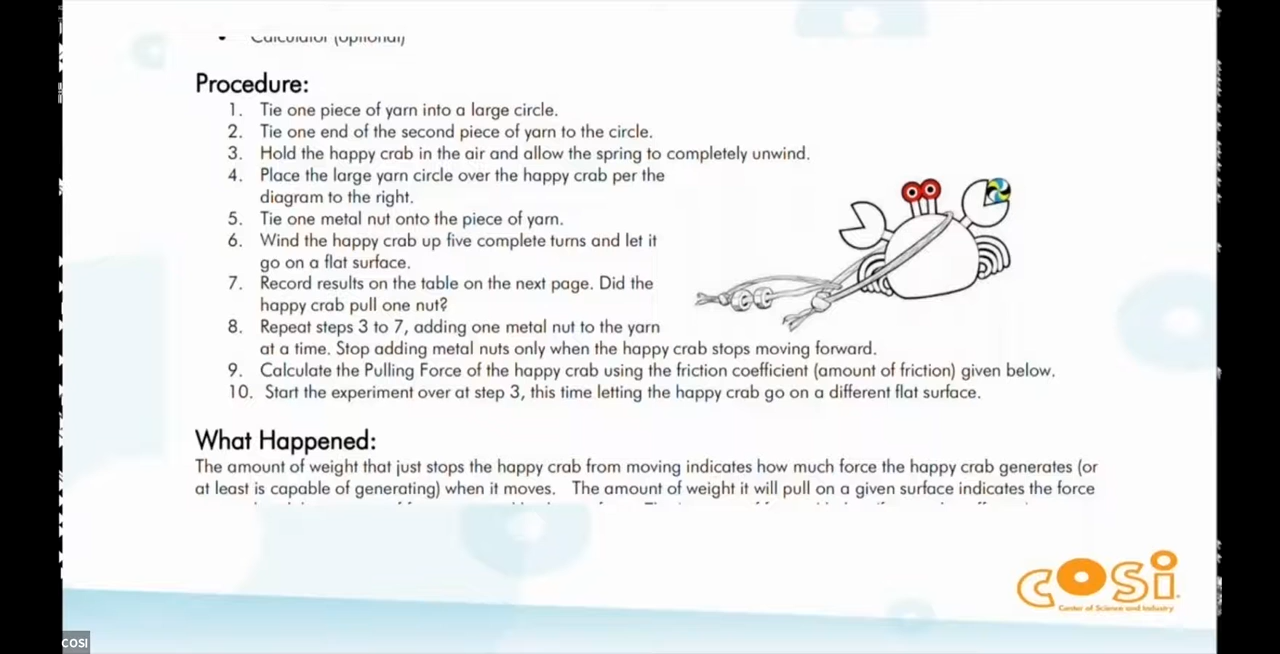 • Calculator (optional)
Procedure:
1. Tie one piece of yarn into a large circle.
2. Tie one end of the second piece of yarn to the circle.
3. Hold the happy crab in the air and allow the spring to completely unwind.
4. Place the large yarn circle over the happy crab per the
diagram to the right.
5. Tie one metal nut onto the piece of yarn.
6. Wind the happy crab up five complete turns and let it
go on a flat surface.
7. Record results on the table on the next page. Did the
happy crab pull one nut?
8. Repeat steps 3 to 7, adding one metal nut to the yarn
at a time. Stop adding metal nuts only when the happy crab stops moving forward.
9. Calculate the Pulling Force of the happy crab using the friction coefficient (amount of friction) given below.
10. Start the experiment over at step 3, this time letting the happy crab go on a different flat surface.
What Happened:
The amount of weight that just stops the happy crab from moving indicates how much force the happy crab generates (or
at least is capable of generating) when it moves. The amount of weight it will pull on a given surface indicates the force
cosi
Center of Science and Industry
COSI